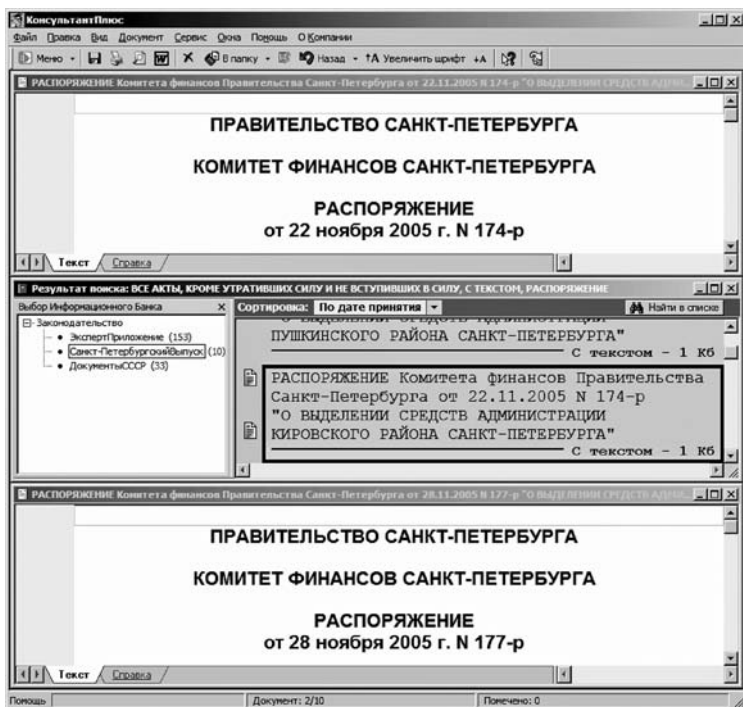 КонсультантПлюс
Файл Правка Вид Документ Сервис Окна Помощь О Компании
Меню В папку Назад Увеличить шрифт
РАСПОРЯЖЕНИЕ Комитета финансов Правительства Санкт-Петербурга от 22.11.2005 N 174-р "О ВЫДЕЛЕНИИ СРЕДСТВ АДМИ...
ПРАВИТЕЛЬСТВО САНКТ-ПЕТЕРБУРГА
КОМИТЕТ ФИНАНСОВ САНКТ-ПЕТЕРБУРГА
РАСПОРЯЖЕНИЕ
от 22 ноября 2005 г. N 174-р
Текст Справка
Результат поиска: ВСЕ АКТЫ, КРОМЕ УТРАТИВШИХ СИЛУ И НЕ ВСТУПИВШИХ В СИЛУ, С ТЕКСТОМ, РАСПОРЯЖЕНИЕ
Выбор Информационного Банка X
Законодательство
ЭкспертПриложение (153)
Санкт-ПетербургскийВыпуск (10)
ДокументыСССР (33)
Сортировка: По дате принятия Найти в списке
"О ВЫДЕЛЕНИИ СРЕДСТВ АДМИНИСТРАЦИИ
ПУШКИНСКОГО РАЙОНА САНКТ-ПЕТЕРБУРГА"
С текстом - 1 Кб
РАСПОРЯЖЕНИЕ Комитета финансов Правительства
Санкт-Петербурга от 22.11.2005 N 174-р
"О ВЫДЕЛЕНИИ СРЕДСТВ АДМИНИСТРАЦИИ
КИРОВСКОГО РАЙОНА САНКТ-ПЕТЕРБУРГА"
С текстом - 1 Кб
РАСПОРЯЖЕНИЕ Комитета финансов Правительства Санкт-Петербурга от 28.11.2005 N 177-р "О ВЫДЕЛЕНИИ СРЕДСТВ АДМИ...
ПРАВИТЕЛЬСТВО САНКТ-ПЕТЕРБУРГА
КОМИТЕТ ФИНАНСОВ САНКТ-ПЕТЕРБУРГА
РАСПОРЯЖЕНИЕ
от 28 ноября 2005 г. N 177-р
Текст Справка
Помощь Документ: 2/10 Помечено: 0